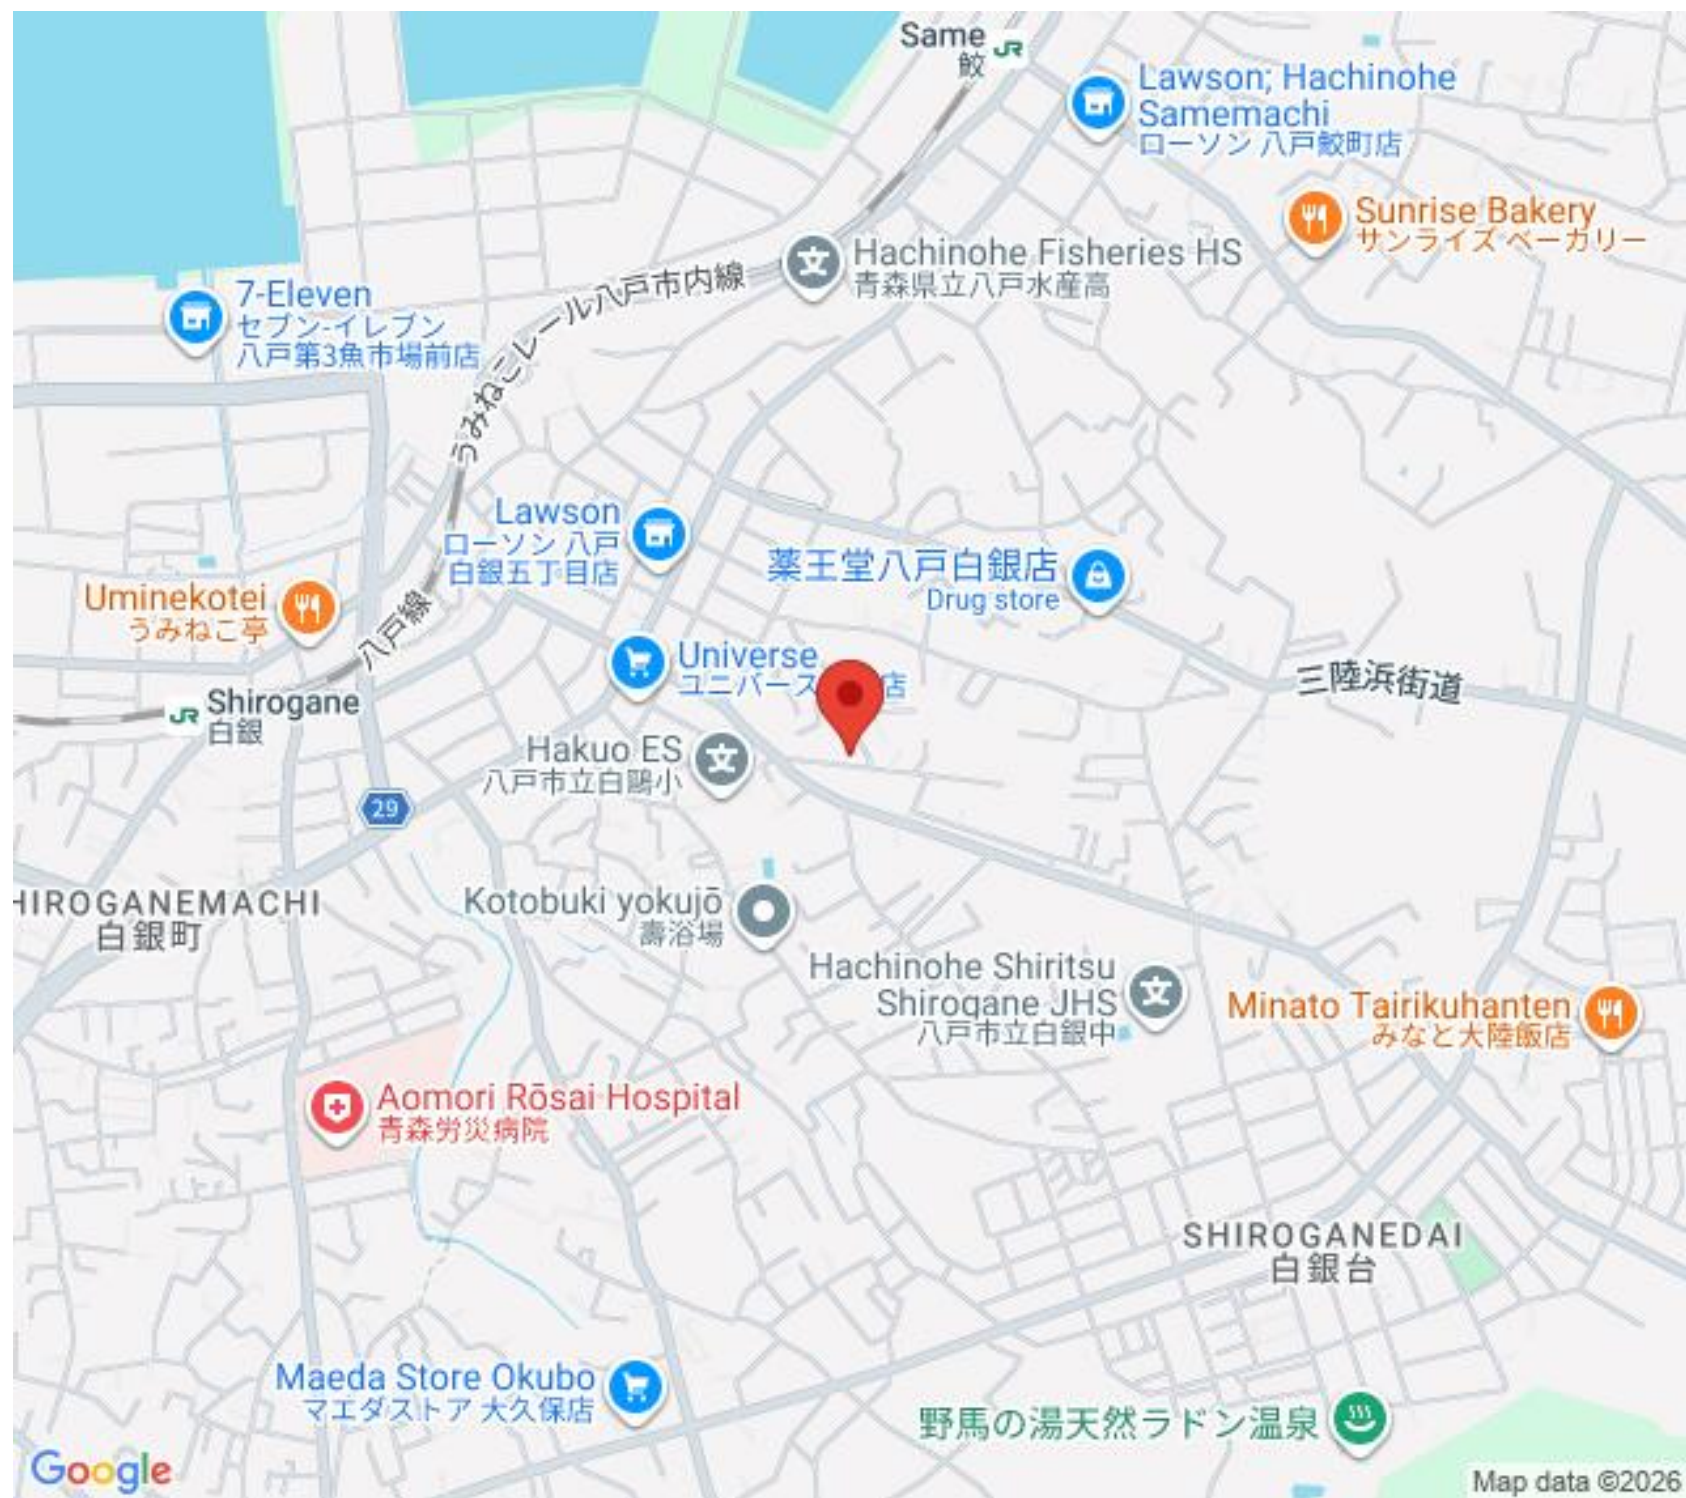 Same
鮫
Lawson; Hachinohe
Samemachi
ローソン 八戸鮫町店
Sunrise Bakery
サンライズ ベーカリー
Hachinohe Fisheries HS
青森県立八戸水産高
うみねこレール八戸市内線
7-Eleven
セブン-イレブン
八戸第3魚市場前店
Lawson
ローソン 八戸
白銀五丁目店
薬王堂八戸白銀店
Drug store
Uminekotei
うみねこ亭
八戸線
Universe
ユニバース
店
三陸浜街道
JR
Shirogane
白銀
Hakuo ES
八戸市立白鷗小
29
HIROGANEMACHI
白銀町
Kotobuki yokujō
壽浴場
Hachinohe Shiritsu
Shirogane JHS
八戸市立白銀中
Minato Tairikuhanten
みなと大陸飯店
Aomori Rōsai Hospital
青森労災病院
SHIROGANEDAI
白銀台
Maeda Store Okubo
マエダストア 大久保店
野馬の湯天然ラドン温泉
Google
Map data ©2026